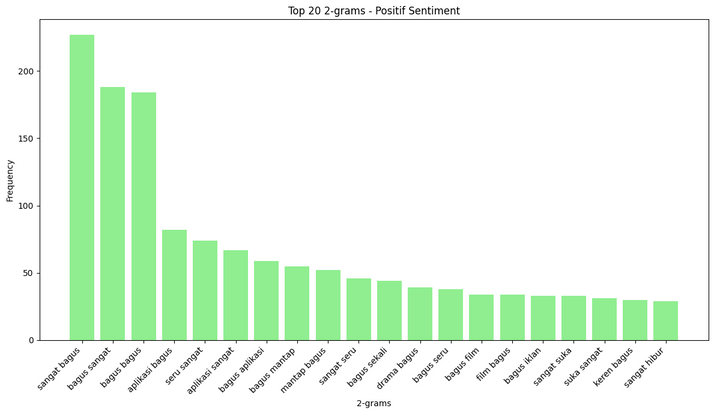 Top 20 2-grams - Positif Sentiment
Frequency
200
150
100
50
0
sangat bagus
bagus sangat
bagus bagus
aplikasi bagus
seru sangat
aplikasi sangat
bagus aplikasi
bagus mantap
mantap bagus
sangat seru
bagus sekali
drama bagus
bagus seru
bagus film
film bagus
bagus iklan
sangat suka
suka sangat
keren bagus
sangat hibur
2-grams